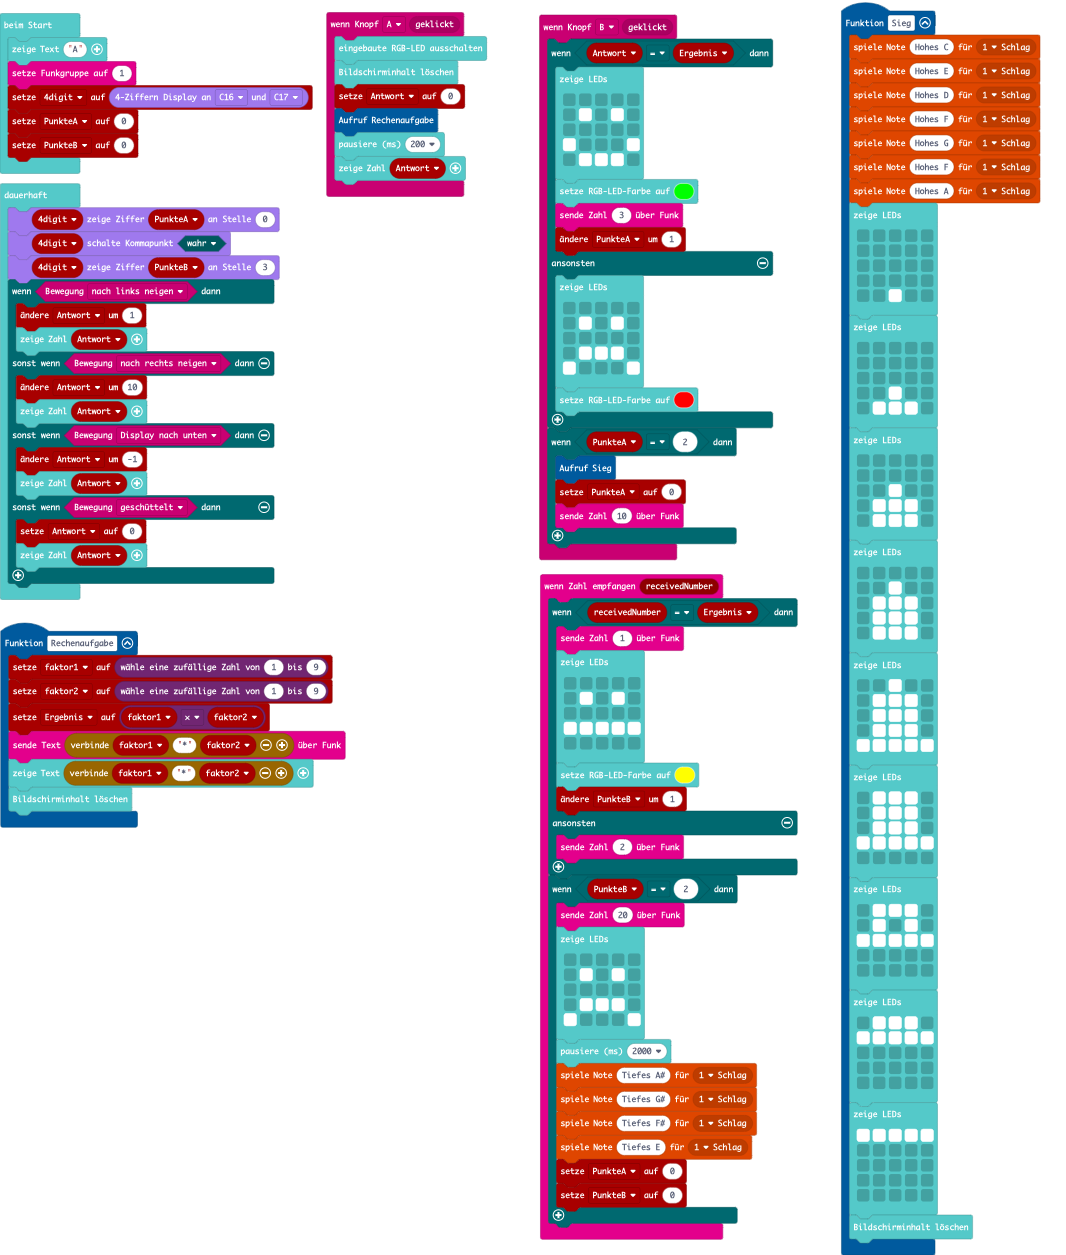 beim Start
zeige Text "A"
setze Funkgruppe auf 1
setze 4digit auf 4-Ziffern Display an C16 und C17
setze PunkteA auf 0
setze PunkteB auf 0
dauerhaft
4digit zeige Ziffer PunkteA an Stelle 0
4digit schalte Kommapunkt wahr
4digit zeige Ziffer PunkteB an Stelle 3
wenn Bewegung nach links neigen dann
ändere Antwort um 1
zeige Zahl Antwort
sonst wenn Bewegung nach rechts neigen dann
ändere Antwort um 10
zeige Zahl Antwort
sonst wenn Bewegung Display nach unten dann
ändere Antwort um -1
zeige Zahl Antwort
sonst wenn Bewegung geschüttelt dann
setze Antwort auf 0
zeige Zahl Antwort
Funktion Rechenaufgabe
setze faktor1 auf wähle eine zufällige Zahl von 1 bis 9
setze faktor2 auf wähle eine zufällige Zahl von 1 bis 9
setze Ergebnis auf faktor1 × faktor2
sende Text verbinde faktor1 "*" faktor2 über Funk
zeige Text verbinde faktor1 "*" faktor2
Bildschirminhalt löschen
wenn Knopf A geklickt
eingebaute RGB-LED ausschalten
Bildschirminhalt löschen
setze Antwort auf 0
Aufruf Rechenaufgabe
pausiere (ms) 200
zeige Zahl Antwort
wenn Knopf B geklickt
wenn Antwort = Ergebnis dann
zeige LEDs
setze RGB-LED-Farbe auf
sende Zahl 3 über Funk
ändere PunkteA um 1
ansonsten
zeige LEDs
setze RGB-LED-Farbe auf
wenn PunkteA = 2 dann
Aufruf Sieg
setze PunkteA auf 0
sende Zahl 10 über Funk
wenn Zahl empfangen receivedNumber
wenn receivedNumber = Ergebnis dann
sende Zahl 1 über Funk
zeige LEDs
setze RGB-LED-Farbe auf
ändere PunkteB um 1
ansonsten
sende Zahl 2 über Funk
wenn PunkteB = 2 dann
sende Zahl 20 über Funk
zeige LEDs
pausiere (ms) 2000
spiele Note Tiefes A# für 1 Schlag
spiele Note Tiefes G# für 1 Schlag
spiele Note Tiefes F# für 1 Schlag
spiele Note Tiefes E für 1 Schlag
setze PunkteA auf 0
setze PunkteB auf 0
Funktion Sieg
spiele Note Hohes C für 1 Schlag
spiele Note Hohes E für 1 Schlag
spiele Note Hohes D für 1 Schlag
spiele Note Hohes F für 1 Schlag
spiele Note Hohes G für 1 Schlag
spiele Note Hohes F für 1 Schlag
spiele Note Hohes A für 1 Schlag
zeige LEDs
zeige LEDs
zeige LEDs
zeige LEDs
zeige LEDs
zeige LEDs
zeige LEDs
zeige LEDs
zeige LEDs
Bildschirminhalt löschen